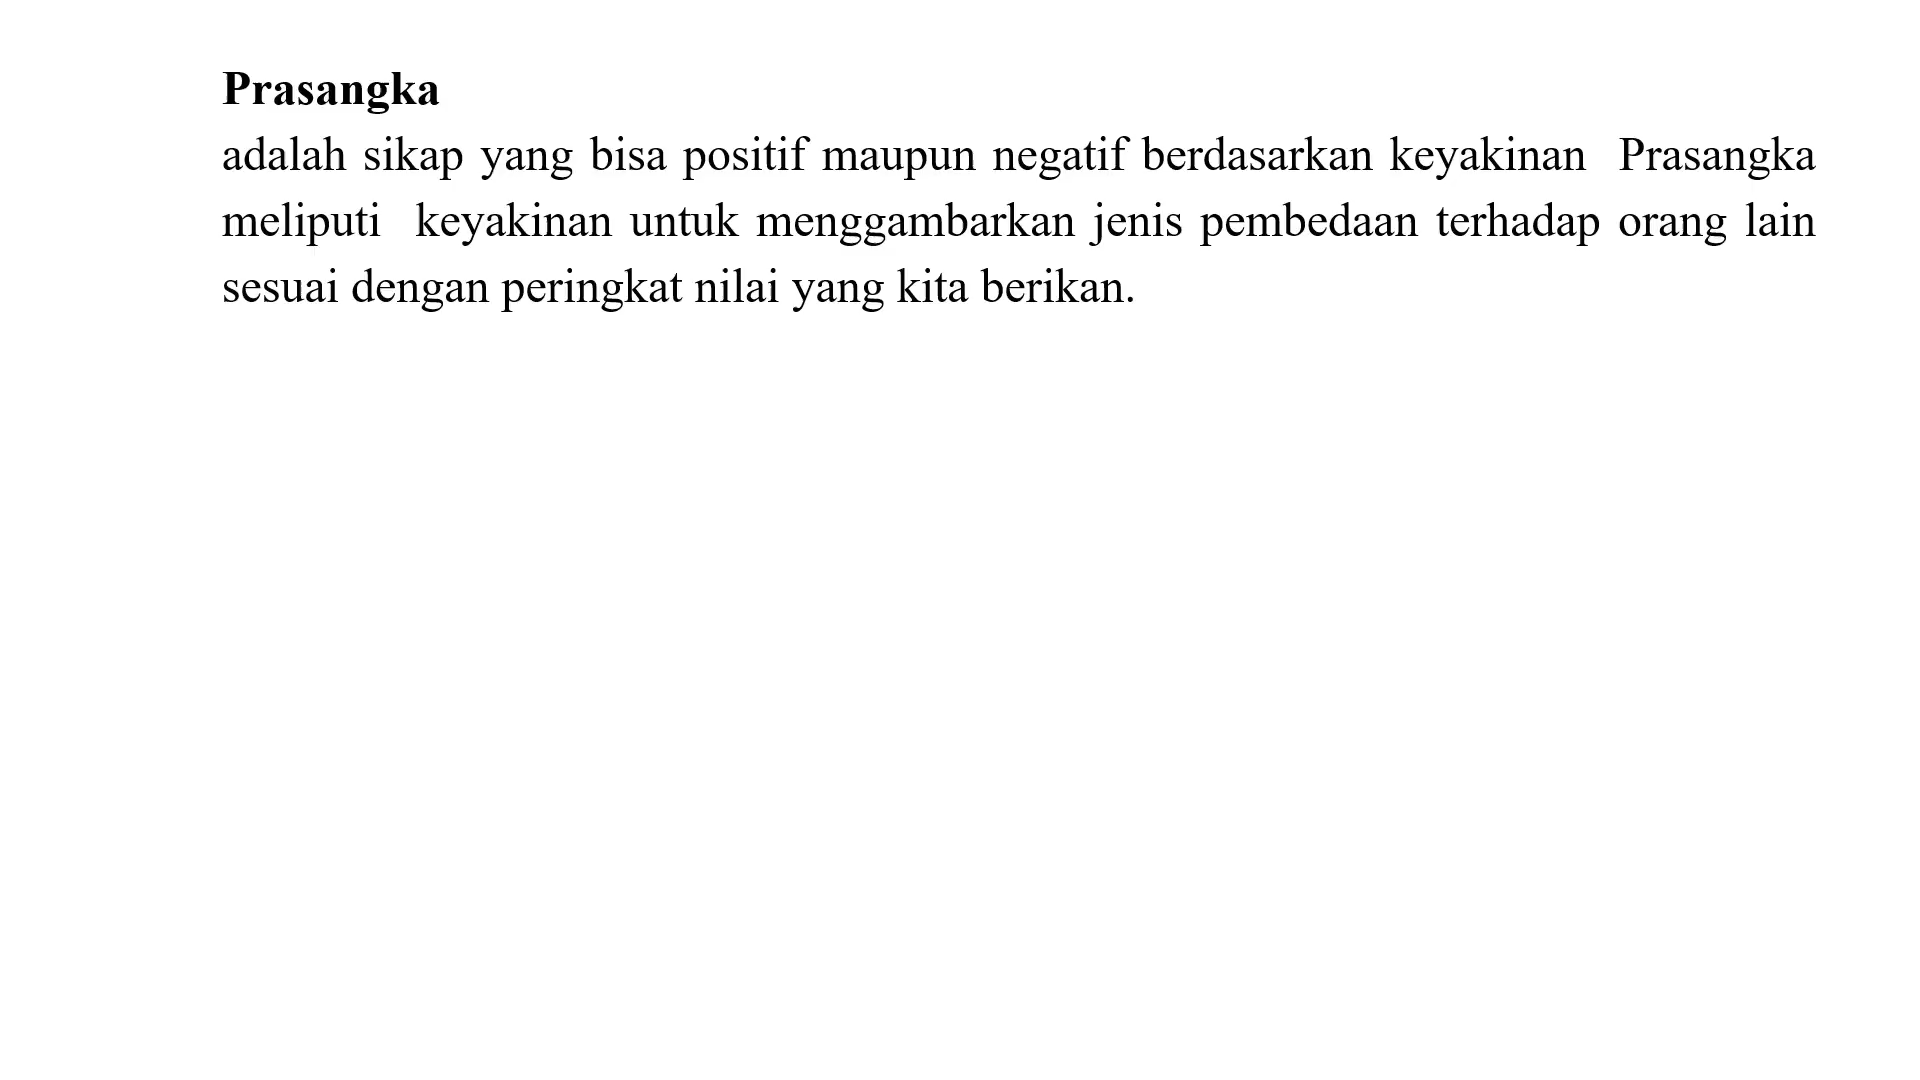 Prasangka
adalah sikap yang bisa positif maupun negatif berdasarkan keyakinan  Prasangka
meliputi  keyakinan untuk menggambarkan jenis pembedaan terhadap orang lain
sesuai dengan peringkat nilai yang kita berikan.